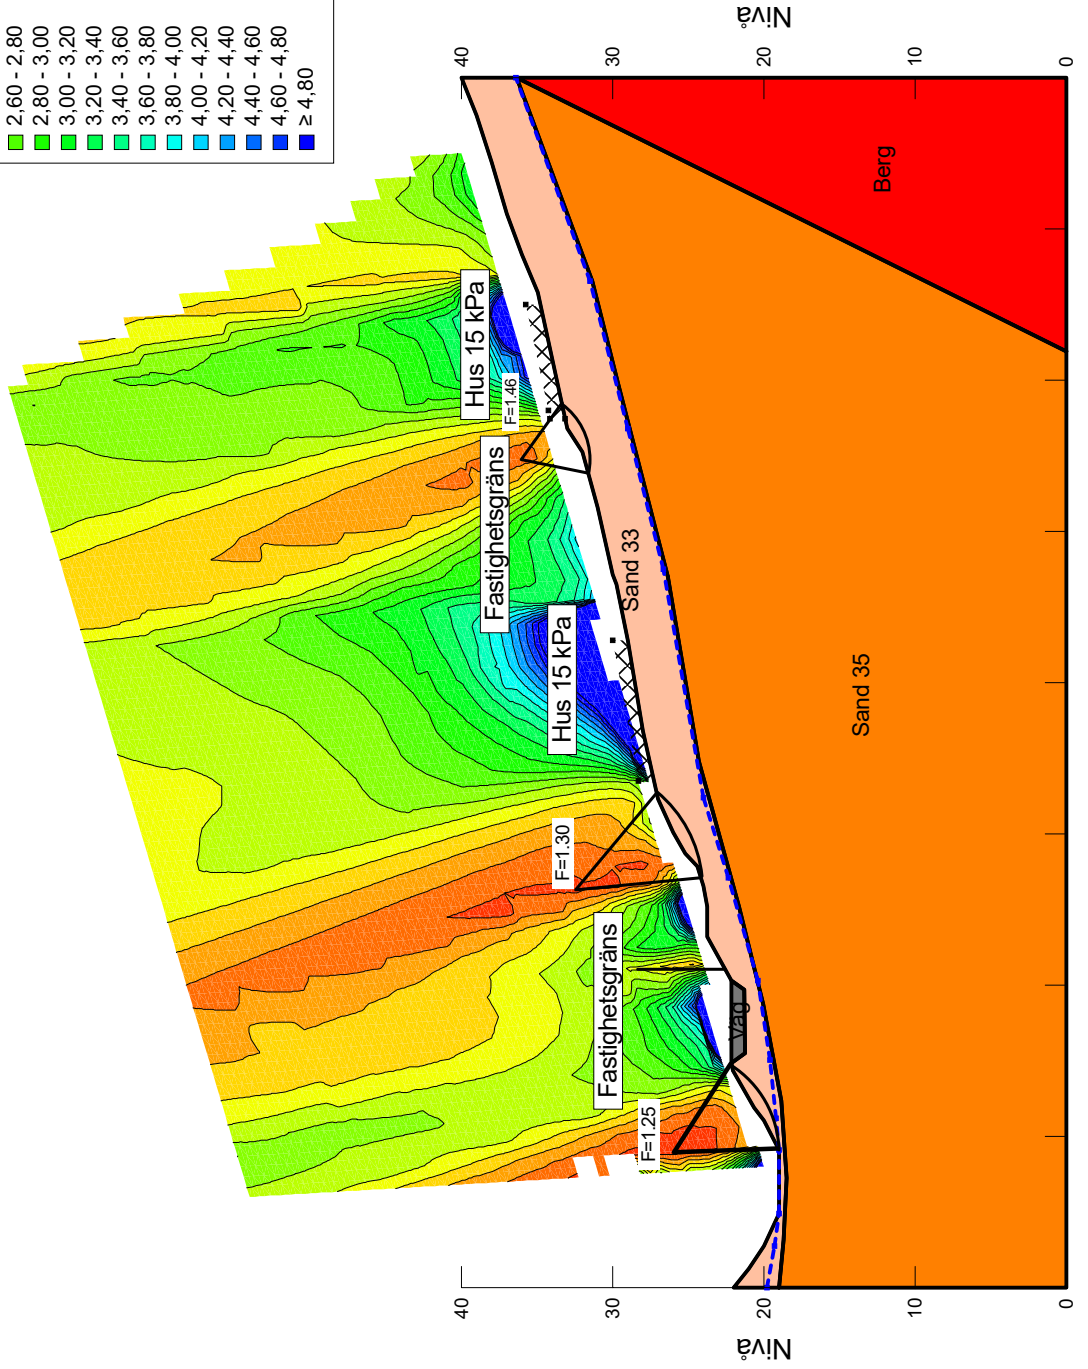 2,60 - 2,80
2,80 - 3,00
3,00 - 3,20
3,20 - 3,40
3,40 - 3,60
3,60 - 3,80
3,80 - 4,00
4,00 - 4,20
4,20 - 4,40
4,40 - 4,60
4,60 - 4,80
≥ 4,80
Fastighetsgräns
F=1.25
Väg
F=1.30
Hus 15 kPa
Fastighetsgräns
F=1.46
Hus 15 kPa
Sand 33
Sand 35
Berg
Nivå
40
30
20
10
0
Nivå
40
30
20
10
0